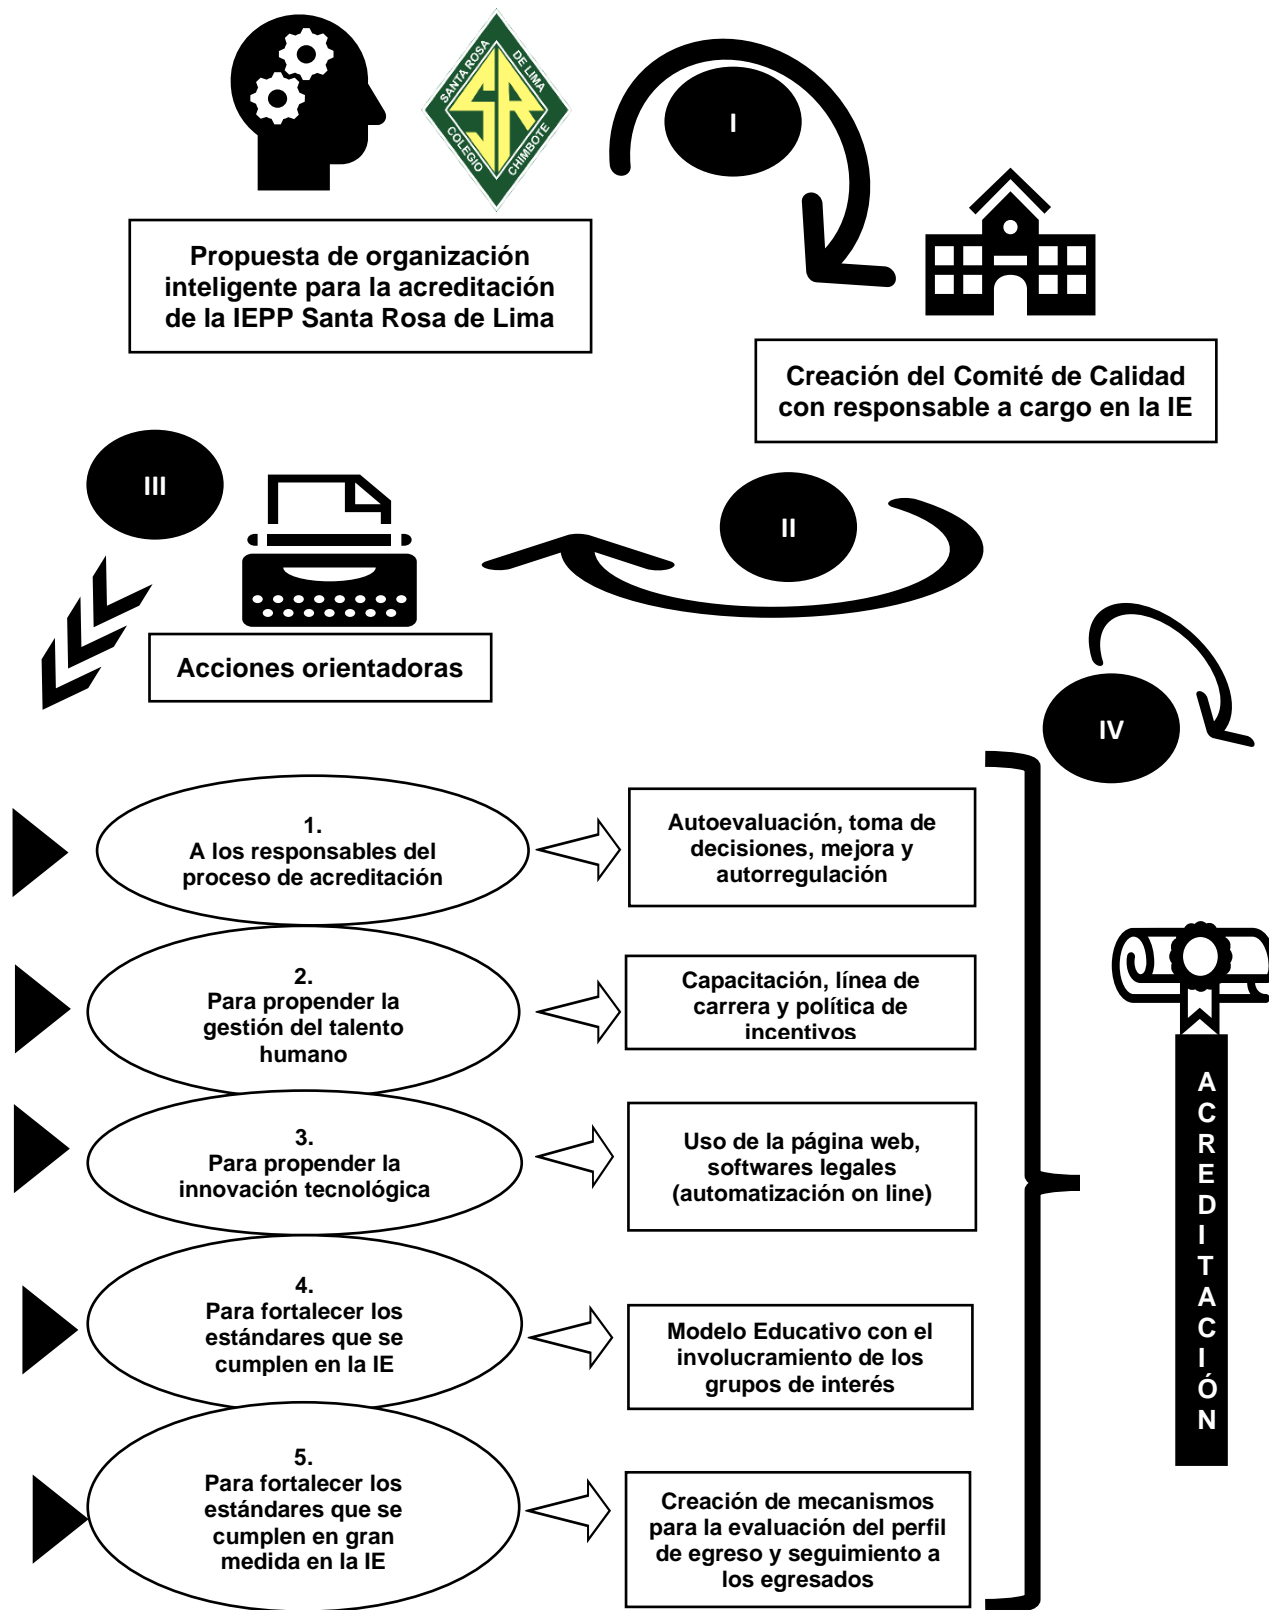 SANTA ROSA
DE LIMA
COLEGIO
CHIMBOTE
SR
I
Propuesta de organización
inteligente para la acreditación
de la IEPP Santa Rosa de Lima
Creación del Comité de Calidad
con responsable a cargo en la IE
III
II
Acciones orientadoras
IV
1.
A los responsables del
proceso de acreditación
Autoevaluación, toma de
decisiones, mejora y
autorregulación
2.
Para propender la
gestión del talento
humano
Capacitación, línea de
carrera y política de
incentivos
3.
Para propender la
innovación tecnológica
Uso de la página web,
softwares legales
(automatización on line)
4.
Para fortalecer los
estándares que se
cumplen en la IE
Modelo Educativo con el
involucramiento de los
grupos de interés
5.
Para fortalecer los
estándares que se
cumplen en gran
medida en la IE
Creación de mecanismos
para la evaluación del perfil
de egreso y seguimiento a
los egresados
ACREDITACIÓN